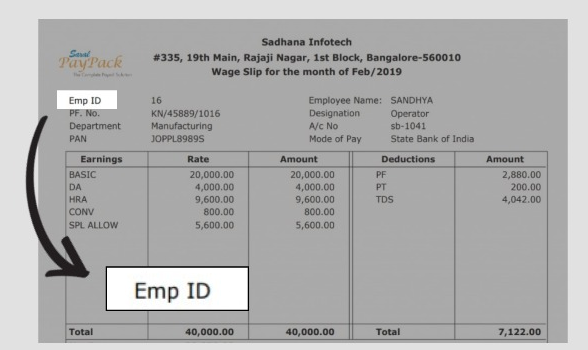 Sadhana Infotech
Saral
PayPack
The Complete Payroll Solution
#335, 19th Main, Rajaji Nagar, 1st Block, Bangalore-560010
Wage Slip for the month of Feb/2019
Emp ID 16 Employee Name: SANDHYA
PF. No. KN/45889/1016 Designation Operator
Department Manufacturing A/c No sb-1041
PAN JOPPL8989S Mode of Pay State Bank of India
Earnings Rate Amount Deductions Amount
BASIC 20,000.00 20,000.00 PF 2,880.00
DA 4,000.00 4,000.00 PT 200.00
HRA 9,600.00 9,600.00 TDS 4,042.00
CONV 800.00 800.00
SPL ALLOW 5,600.00 5,600.00
Emp ID
Total 40,000.00 40,000.00 Total 7,122.00